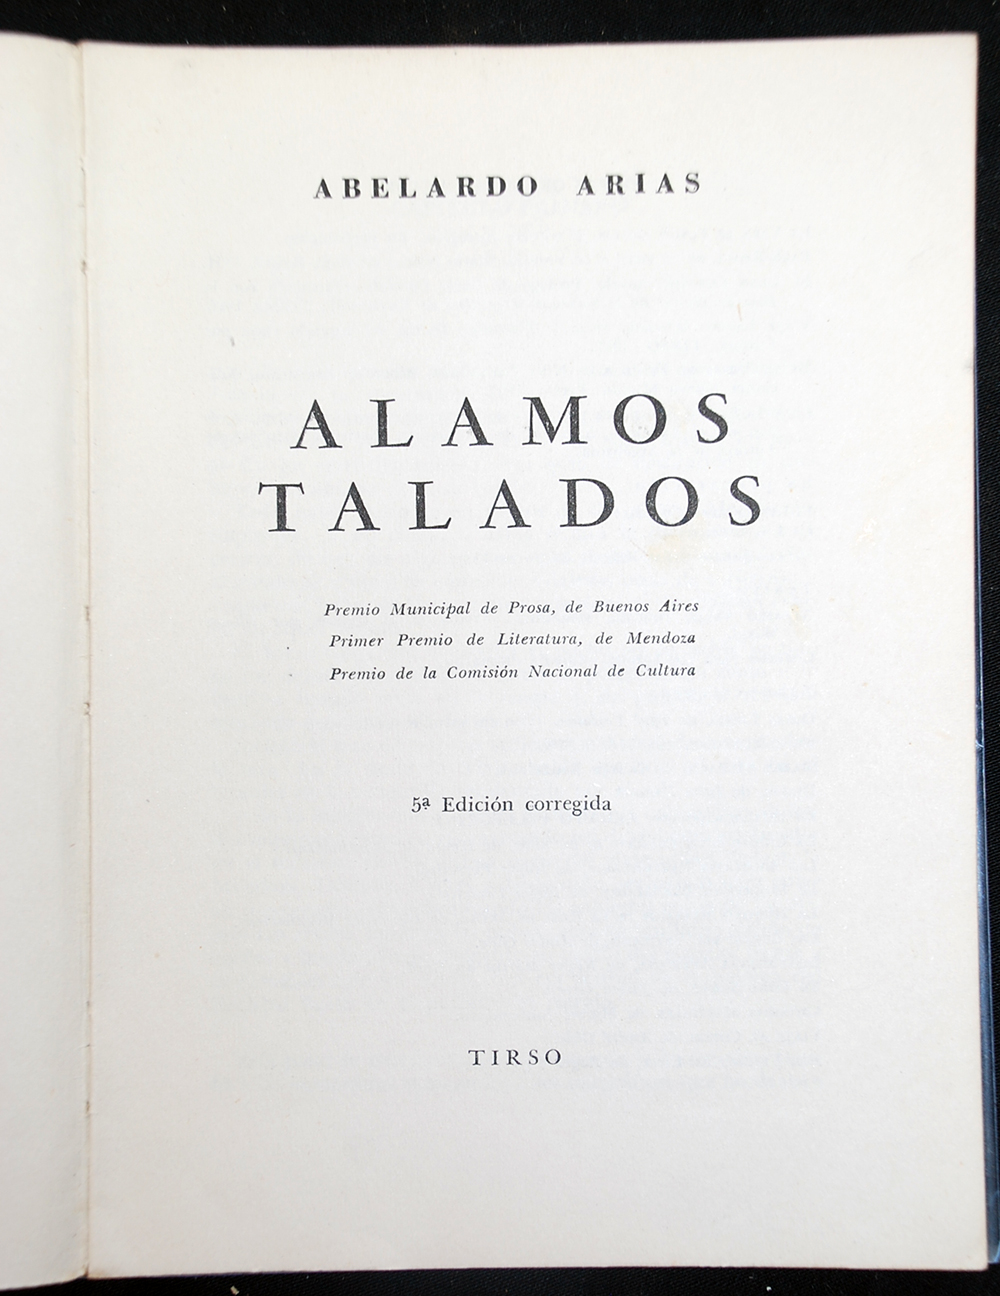 ABELARDO ARIAS
ALAMOS
TALADOS
Premio Municipal de Prosa, de Buenos Aires
Primer Premio de Literatura, de Mendoza
Premio de la Comisión Nacional de Cultura
5ª Edición corregida
TIRSO